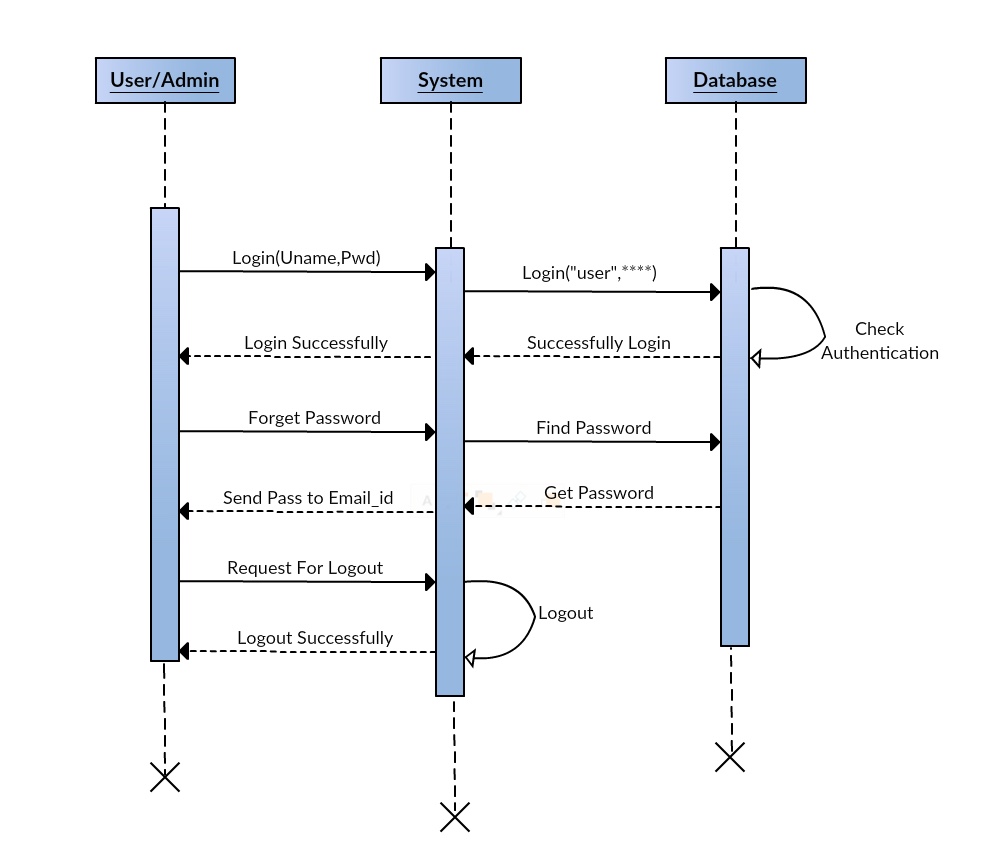 User/Admin
System
Database
Login(Uname,Pwd)
Login("user",****)
Check
Authentication
Login Successfully
Successfully Login
Forget Password
Find Password
Send Pass to Email_id
Get Password
Request For Logout
Logout
Logout Successfully